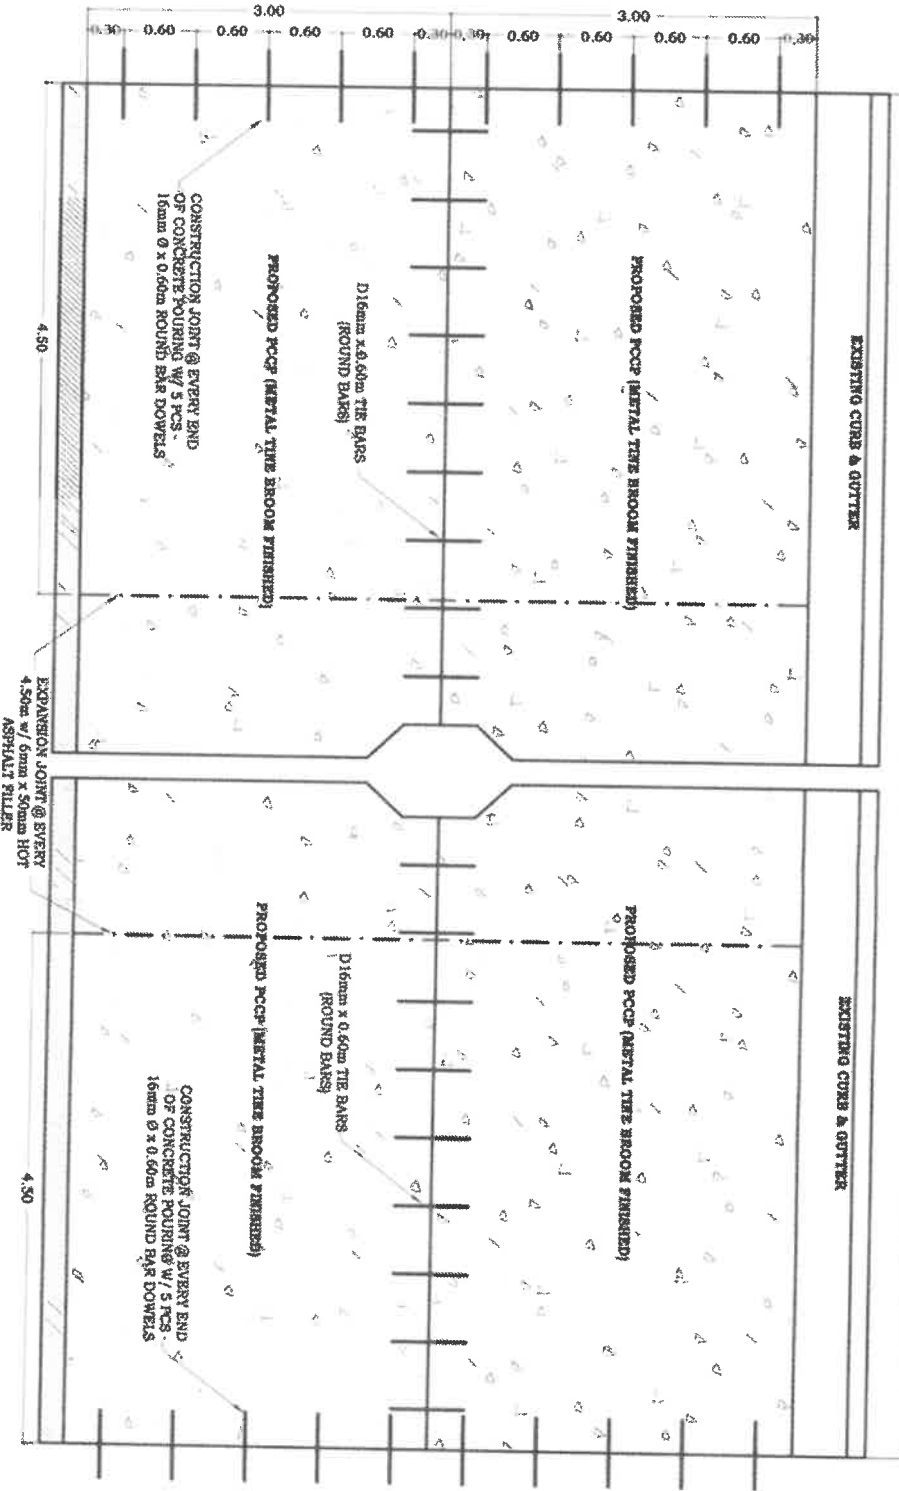 3.00
3.00
0.30
0.60
0.60
0.60
0.60
0.30
0.30
0.60
0.60
0.60
0.60
0.30
EXISTING CURB & GUTTER
EXISTING CURB & GUTTER
PROPOSED PCCP (METAL TINE BROOM FINISHED)
PROPOSED PCCP (METAL TINE BROOM FINISHED)
D16mm x 0.60m TIE BARS
(ROUND BARS)
D16mm x 0.60m TIE BARS
(ROUND BARS)
PROPOSED PCCP (METAL TINE BROOM FINISHED)
PROPOSED PCCP (METAL TINE BROOM FINISHED)
CONSTRUCTION JOINT @ EVERY END
OF CONCRETE POURING W/ 5 PCS -
16mm Ø x 0.60m ROUND BAR DOWELS
CONSTRUCTION JOINT @ EVERY END
OF CONCRETE POURING W/ 5 PCS -
16mm Ø x 0.60m ROUND BAR DOWELS
4.50
EXPANSION JOINT @ EVERY
4.50m w/ 6mm x 50mm HOT
ASPHALT FILLER
4.50